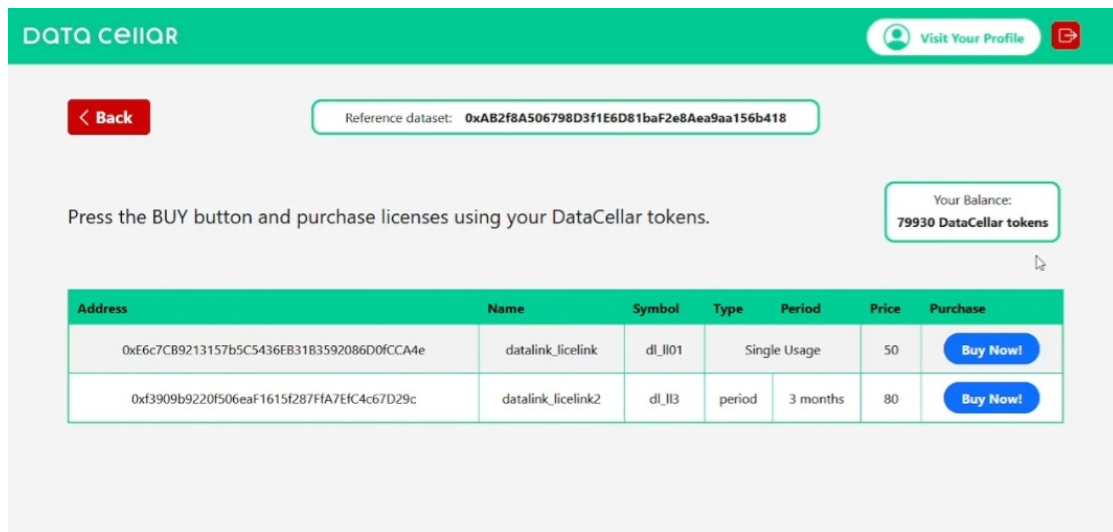 DATA CELLAR
Visit Your Profile
Back
Reference dataset: 0xAB2f8A506798D3f1E6D81baF2e8Aea9aa156b418
Your Balance:
79930 DataCellar tokens
Press the BUY button and purchase licenses using your DataCellar tokens.
Address Name Symbol Type Period Price Purchase
0xE6c7CB9213157b5C5436EB31B3592086D0fCCA4e datalink_licelink dl_ll01 Single Usage 50 Buy Now!
0xf3909b9220f506eaF1615f287FfA7EfC4c67D29c datalink_licelink2 dl_ll3 period 3 months 80 Buy Now!